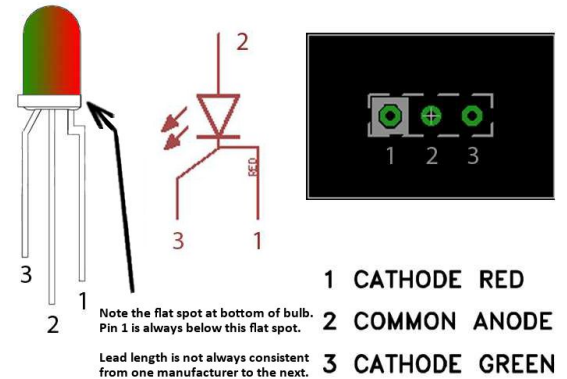 2
RED
3 1
1 2 3
3
2
1
Note the flat spot at bottom of bulb.
Pin 1 is always below this flat spot.
Lead length is not always consistent
from one manufacturer to the next.
1 CATHODE RED
2 COMMON ANODE
3 CATHODE GREEN